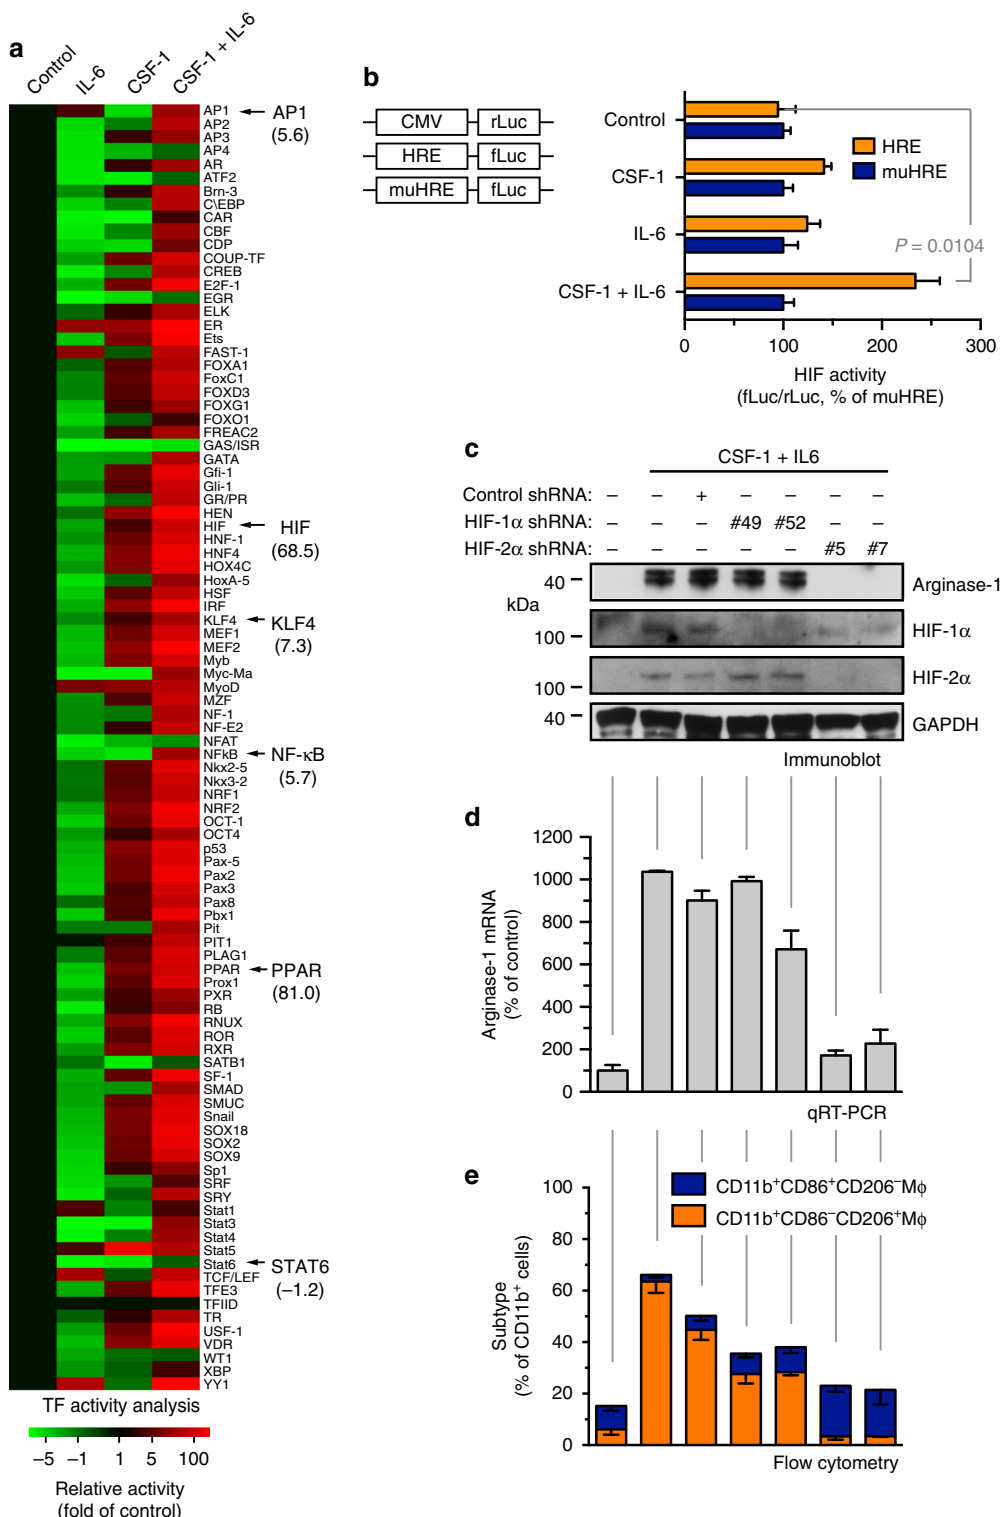 a
Control
IL-6
CSF-1
CSF-1 + IL-6
AP1
AP2
AP3
AP4
AR
ATF2
Brn-3
C\EBP
CAR
CBF
CDP
COUP-TF
CREB
E2F-1
EGR
ELK
ER
Ets
FAST-1
FOXA1
FoxC1
FOXD3
FOXG1
FOXO1
FREAC2
GAS/ISR
GATA
Gfi-1
Gli-1
GR/PR
HEN
HIF
HNF-1
HNF4
HOX4C
HoxA-5
HSF
IRF
KLF4
MEF1
MEF2
Myb
Myc-Ma
MyoD
MZF
NF-1
NF-E2
NFAT
NFkB
Nkx2-5
Nkx3-2
NRF1
NRF2
OCT-1
OCT4
p53
Pax-5
Pax2
Pax3
Pax8
Pbx1
Pit
PIT1
PLAG1
PPAR
Prox1
PXR
RB
RNUX
ROR
RXR
SATB1
SF-1
SMAD
SMUC
Snail
SOX18
SOX2
SOX9
Sp1
SRF
SRY
Stat1
Stat3
Stat4
Stat5
Stat6
TCF/LEF
TFE3
TFIID
TR
USF-1
VDR
WT1
XBP
YY1
AP1
(5.6)
HIF
(68.5)
KLF4
(7.3)
NF-κB
(5.7)
PPAR
(81.0)
STAT6
(–1.2)
TF activity analysis
–5 –1 1 5 100
Relative activity
(fold of control)
b
CMV rLuc
HRE fLuc
muHRE fLuc
Control
CSF-1
IL-6
CSF-1 + IL-6
HRE
muHRE
P = 0.0104
0 100 200 300
HIF activity
(fLuc/rLuc, % of muHRE)
c
CSF-1 + IL6
Control shRNA: – – + – – – –
HIF-1α shRNA: – – – #49 #52 – –
HIF-2α shRNA: – – – – – #5 #7
40
kDa
100
100
40
Arginase-1
HIF-1α
HIF-2α
GAPDH
Immunoblot
d
Arginase-1 mRNA
(% of control)
1200
1000
800
600
400
200
0
qRT-PCR
e
Subtype
(% of CD11b⁺ cells)
100
80
60
40
20
0
CD11b⁺CD86⁺CD206⁻Mϕ
CD11b⁺CD86⁻CD206⁺Mϕ
Flow cytometry